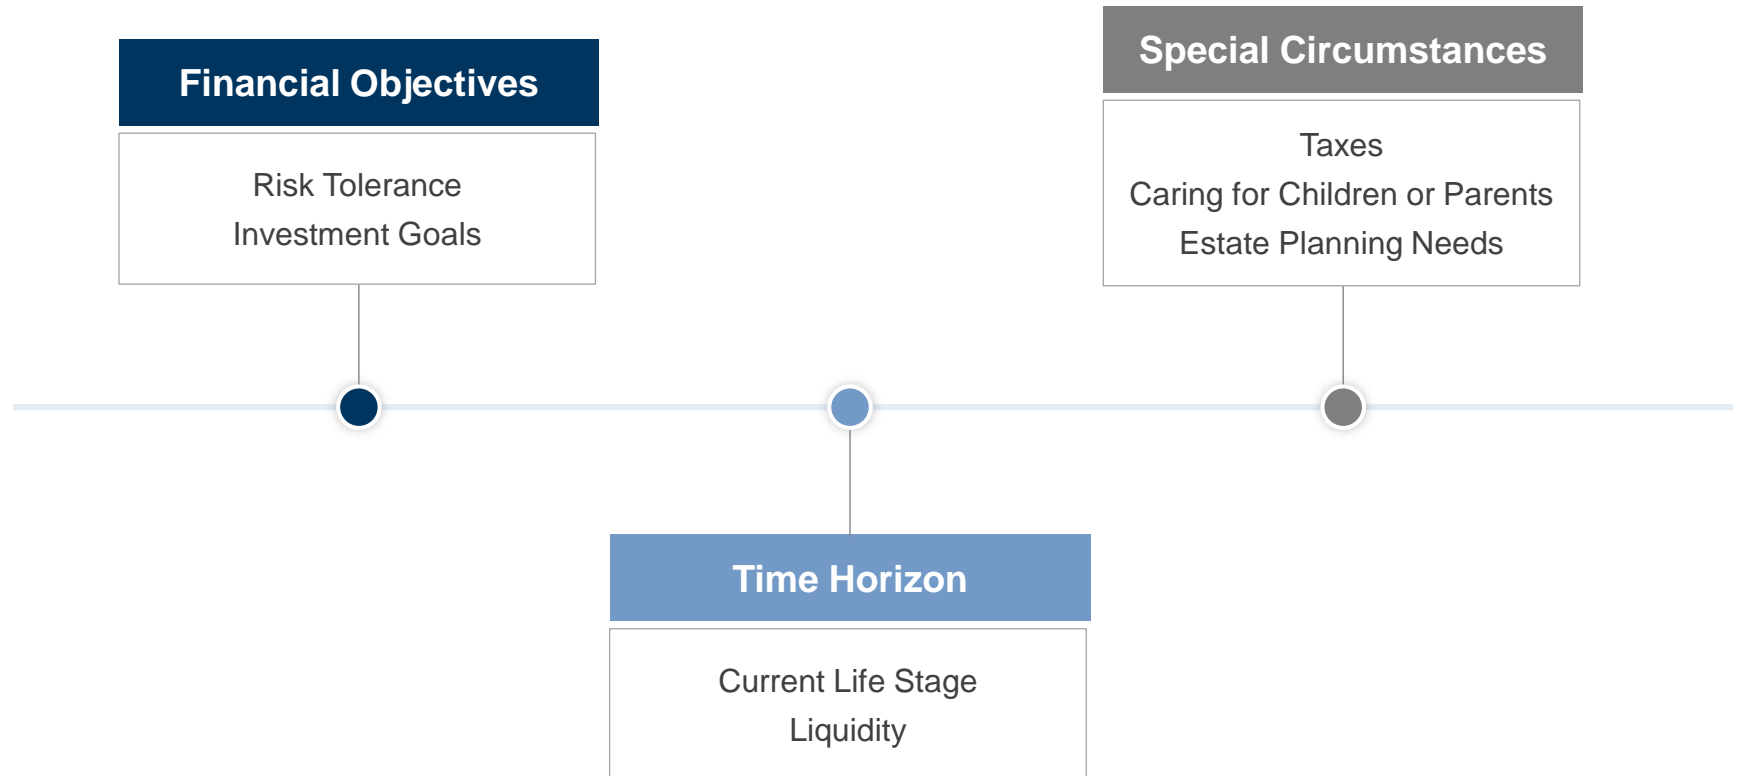 Financial Objectives
Risk Tolerance
Investment Goals
Time Horizon
Current Life Stage
Liquidity
Special Circumstances
Taxes
Caring for Children or Parents
Estate Planning Needs